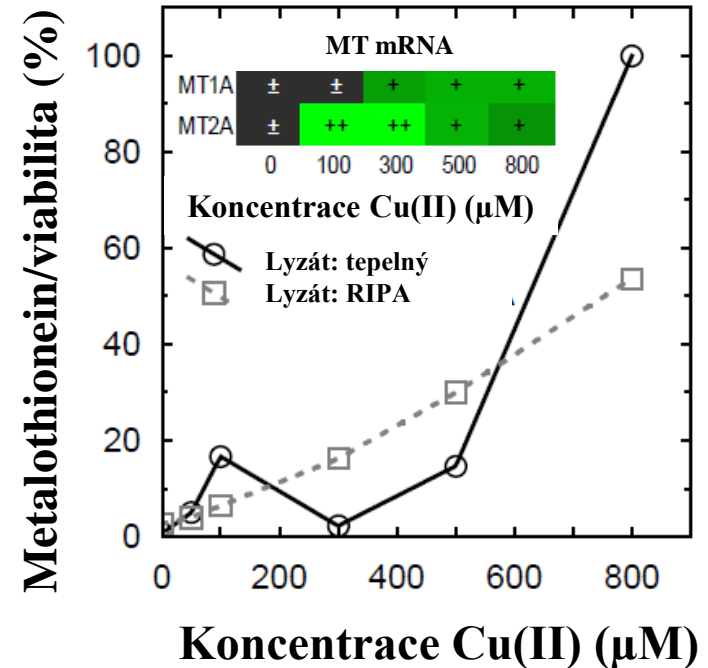 Metalothionein/viabilita (%)
100
80
60
40
20
0
MT mRNA
MT1A ± ± + + +
MT2A ± ++ ++ + +
0 100 300 500 800
Koncentrace Cu(II) (μM)
Lyzát: tepelný
Lyzát: RIPA
0 200 400 600 800
Koncentrace Cu(II) (μM)